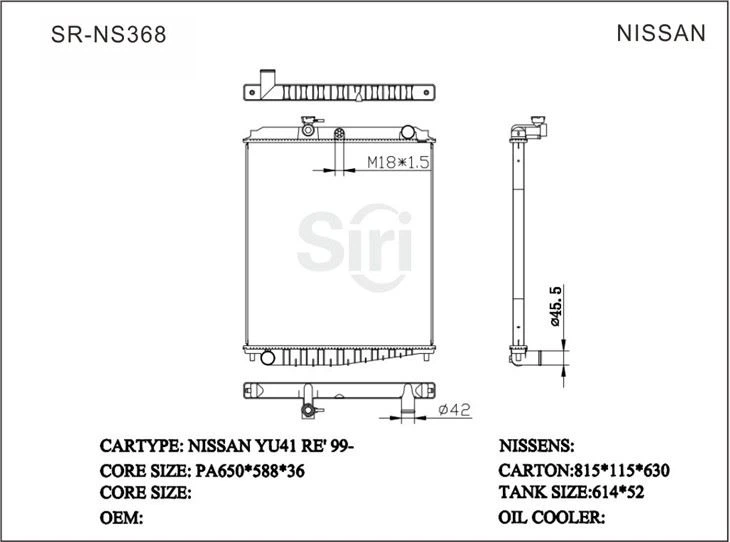 SR-NS368
NISSAN
M18*1.5
Siri
ø45.5
ø42
CARTYPE: NISSAN YU41 RE' 99-
CORE SIZE: PA650*588*36
CORE SIZE:
OEM:
NISSENS:
CARTON:815*115*630
TANK SIZE:614*52
OIL COOLER: